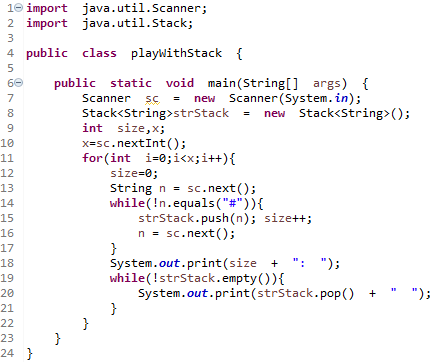 1 import java.util.Scanner;
2 import java.util.Stack;
3
4 public class playWithStack {
5
6 public static void main(String[] args) {
7 Scanner sc = new Scanner(System.in);
8 Stack<String>strStack = new Stack<String>();
9 int size,x;
10 x=sc.nextInt();
11 for(int i=0;i<x;i++){
12 size=0;
13 String n = sc.next();
14 while(!n.equals("#")){
15 strStack.push(n); size++;
16 n = sc.next();
17 }
18 System.out.print(size + ": ");
19 while(!strStack.empty()){
20 System.out.print(strStack.pop() + " ");
21 }
22 }
23 }
24 }